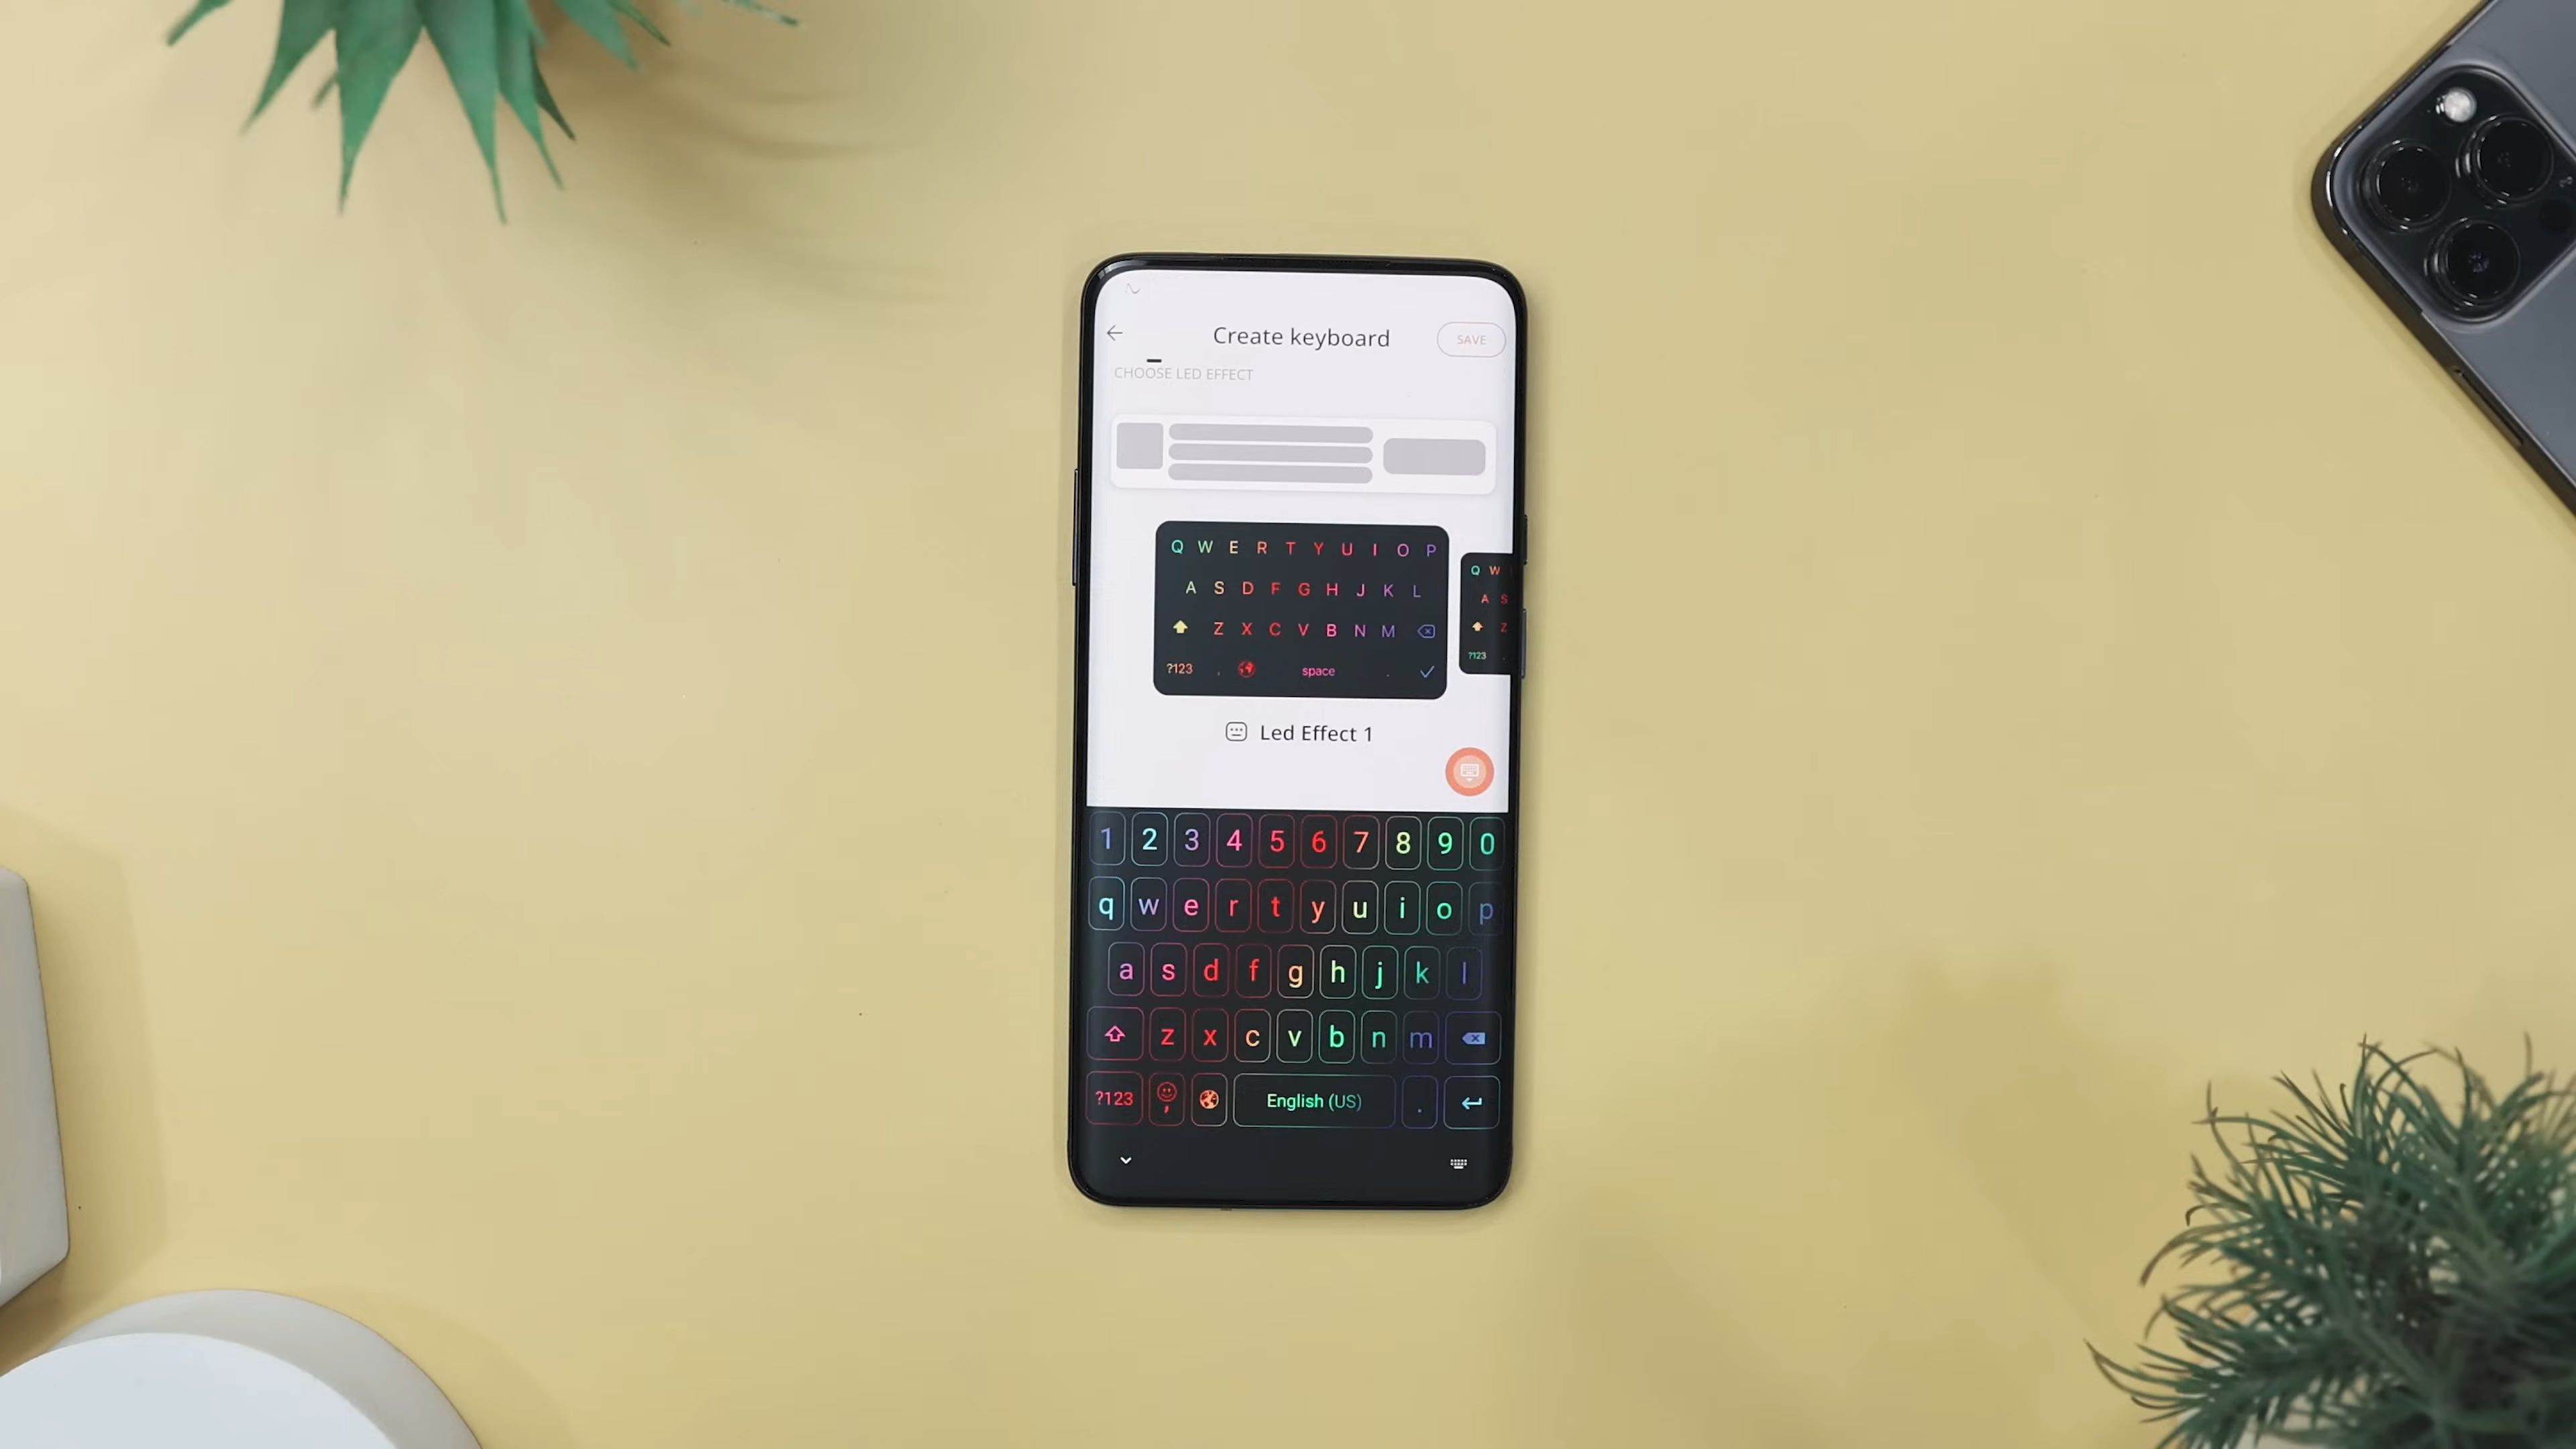 Create keyboard
SAVE
CHOOSE LED EFFECT
Q W E R T Y U I O P
A S D F G H J K L
Z X C V B N M
?123 , space .
Q W
A S
Z
?123
Led Effect 1
1 2 3 4 5 6 7 8 9 0
q w e r t y u i o p
a s d f g h j k l
z x c v b n m
?123 , English (US) .